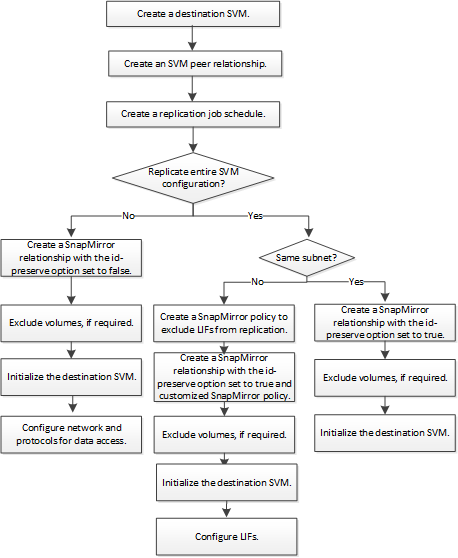 Create a destination SVM.
Create an SVM peer relationship.
Create a replication job schedule.
Replicate entire SVM
configuration?
No
Yes
Create a SnapMirror
relationship with the id-
preserve option set to false.
Exclude volumes, if required.
Initialize the destination SVM.
Configure network and
protocols for data access.
Same subnet?
No
Yes
Create a SnapMirror policy to
exclude LIFs from replication.
Create a SnapMirror
relationship with the id-
preserve option set to true and
customized SnapMirror policy.
Exclude volumes, if required.
Initialize the destination SVM.
Configure LIFs.
Create a SnapMirror
relationship with the id-
preserve option set to true.
Exclude volumes, if required.
Initialize the destination SVM.